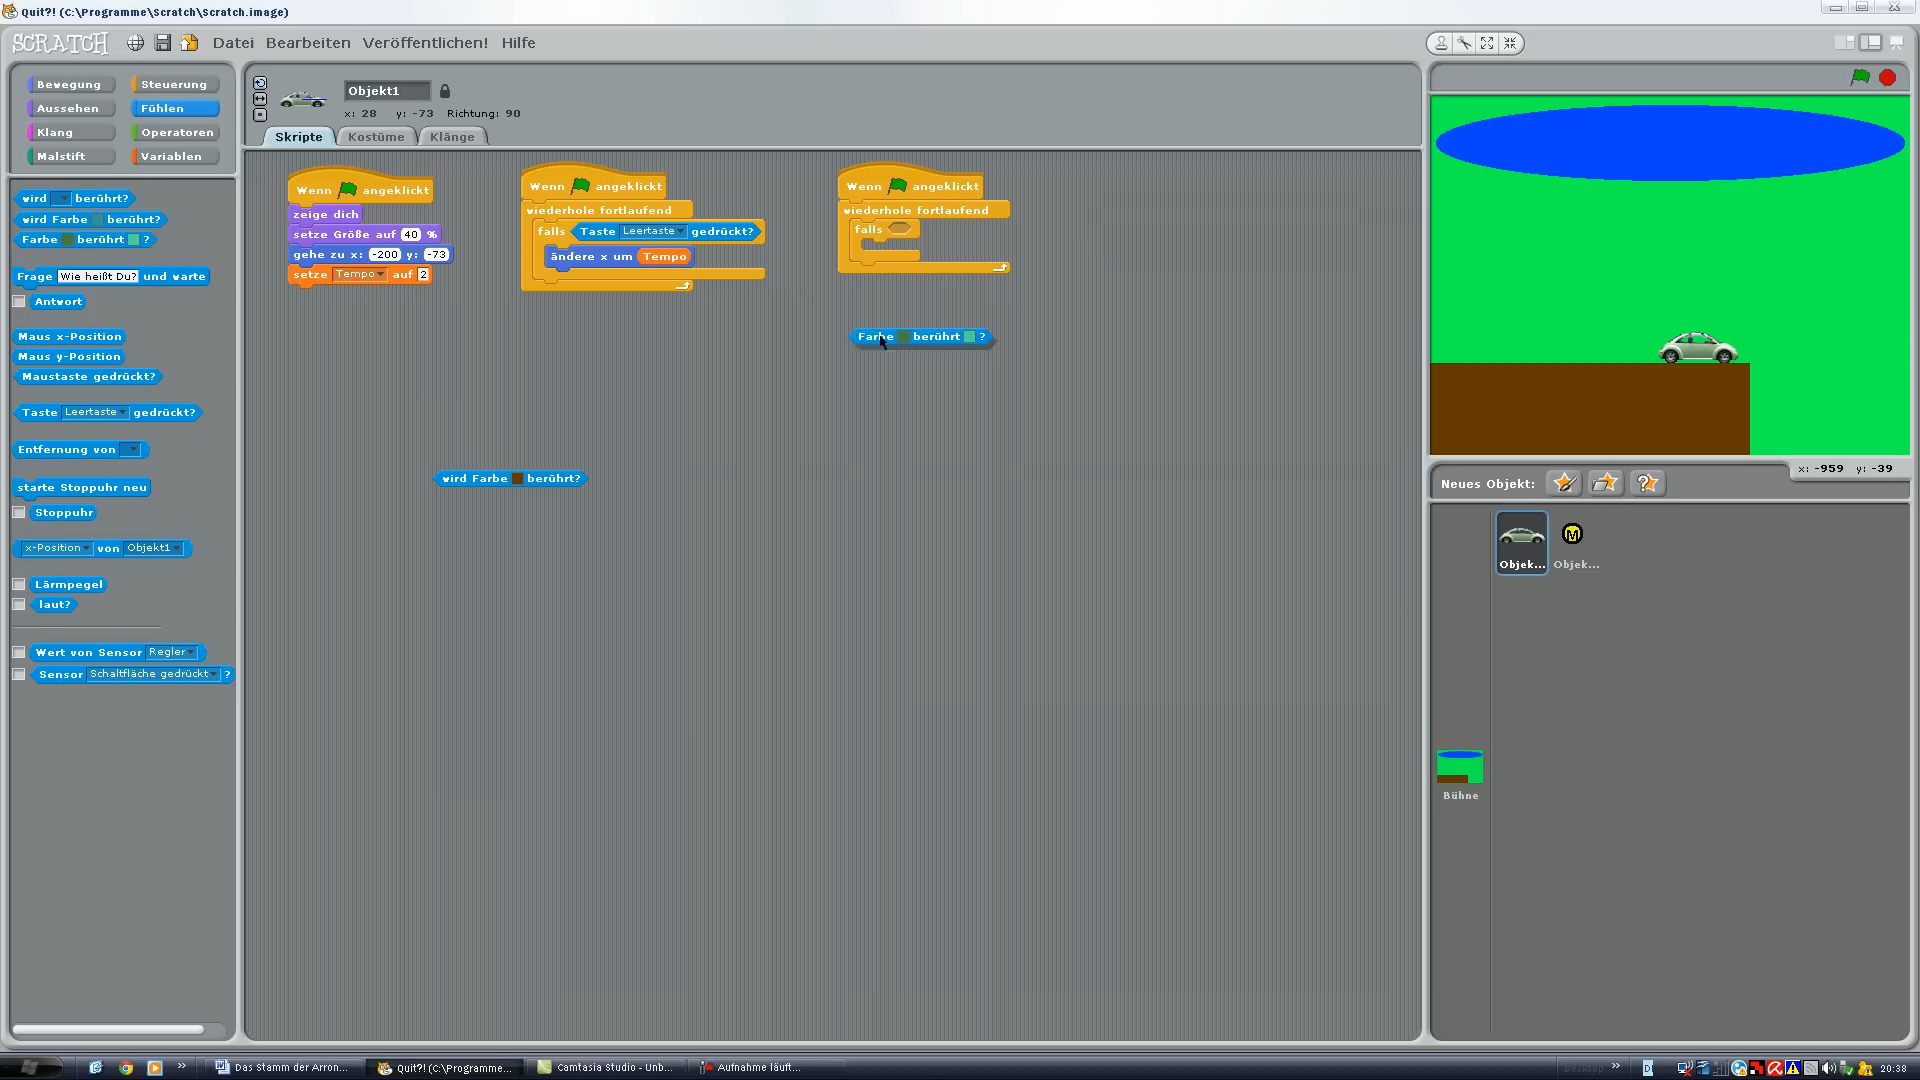 Quit?! (C:\Programme\Scratch\Scratch.image)
SCRATCH Datei Bearbeiten Veröffentlichen! Hilfe
Bewegung Steuerung
Aussehen Fühlen
Klang Operatoren
Malstift Variablen
wird berührt?
wird Farbe berührt?
Farbe berührt ?
Frage Wie heißt Du? und warte
Antwort
Maus x-Position
Maus y-Position
Maustaste gedrückt?
Taste Leertaste gedrückt?
Entfernung von
starte Stoppuhr neu
Stoppuhr
x-Position von Objekt1
Lärmpegel
laut?
Wert von Sensor Regler
Sensor Schaltfläche gedrückt ?
Objekt1
x: 28 y: -73 Richtung: 90
Skripte Kostüme Klänge
Wenn angeklickt
zeige dich
setze Größe auf 40 %
gehe zu x: -200 y: -73
setze Tempo auf 2
Wenn angeklickt
wiederhole fortlaufend
falls Taste Leertaste gedrückt?
ändere x um Tempo
Wenn angeklickt
wiederhole fortlaufend
falls
Farbe berührt ?
wird Farbe berührt?
x: -959 y: -39
Neues Objekt:
M
Objek... Objek...
Bühne
Das Stamm der Arron... Quit?! (C:\Programme... Camtasia Studio - Unb... Aufnahme läuft... Desktop » D 20:38